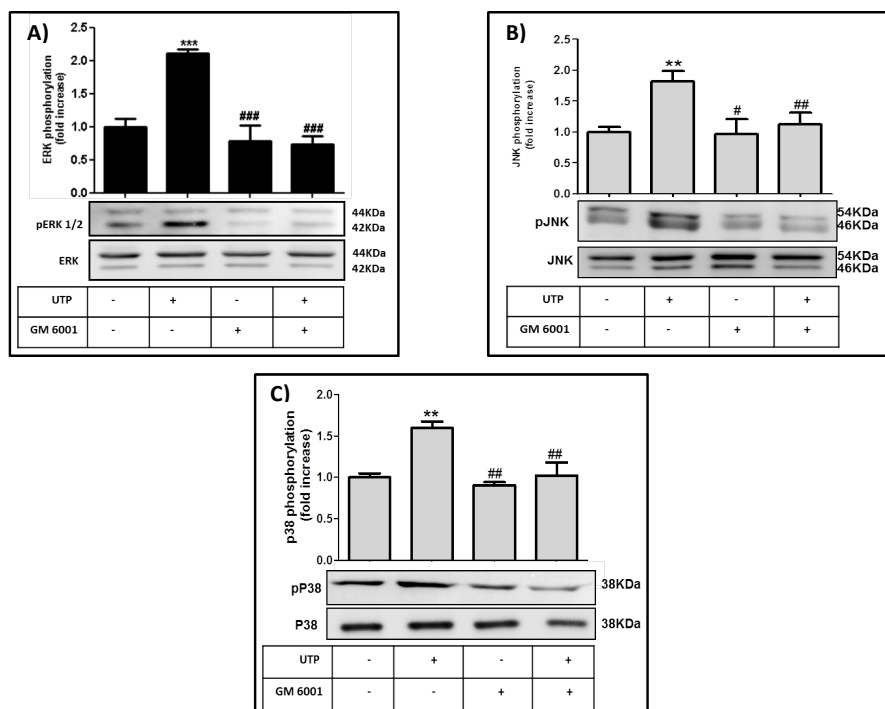 A)
ERK phosphorylation
(fold increase)
2.5
2.0
1.5
1.0
0.5
0.0
***
###
###
pERK 1/2
44KDa
42KDa
ERK
44KDa
42KDa
UTP - + - +
GM 6001 - - + +
B)
JNK phosphorylation
(fold increase)
2.5
2.0
1.5
1.0
0.5
0.0
**
#
##
pJNK
54KDa
46KDa
JNK
54KDa
46KDa
UTP - + - +
GM 6001 - - + +
C)
p38 phosphorylation
(fold increase)
2.0
1.5
1.0
0.5
0.0
**
##
##
pP38
38KDa
P38
38KDa
UTP - + - +
GM 6001 - - + +